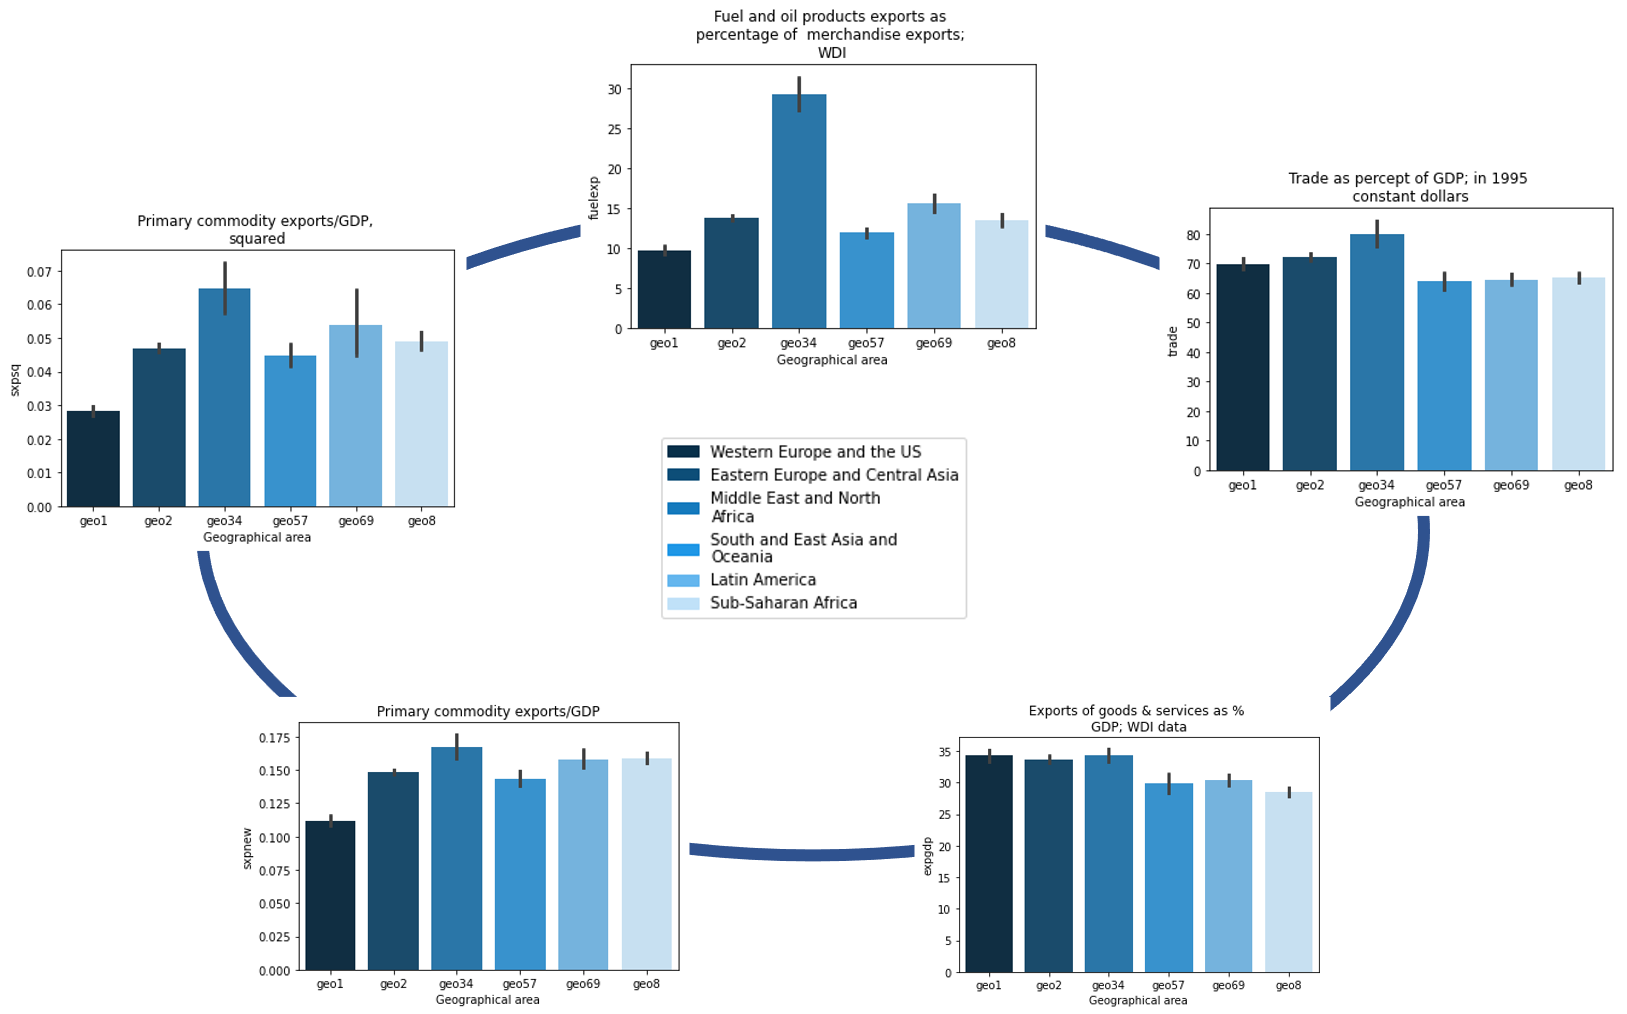 Fuel and oil products exports as
percentage of  merchandise exports;
WDI
30
25
20
15
10
5
0
fuelexp
geo1 geo2 geo34 geo57 geo69 geo8
Geographical area
Trade as percept of GDP; in 1995
constant dollars
80
70
60
50
40
30
20
10
0
trade
geo1 geo2 geo34 geo57 geo69 geo8
Geographical area
Primary commodity exports/GDP,
squared
0.07
0.06
0.05
0.04
0.03
0.02
0.01
0.00
sxpsq
geo1 geo2 geo34 geo57 geo69 geo8
Geographical area
Western Europe and the US
Eastern Europe and Central Asia
Middle East and North
Africa
South and East Asia and
Oceania
Latin America
Sub-Saharan Africa
Primary commodity exports/GDP
0.175
0.150
0.125
0.100
0.075
0.050
0.025
0.000
sxpnew
geo1 geo2 geo34 geo57 geo69 geo8
Geographical area
Exports of goods & services as %
GDP; WDI data
35
30
25
20
15
10
5
0
expgdp
geo1 geo2 geo34 geo57 geo69 geo8
Geographical area